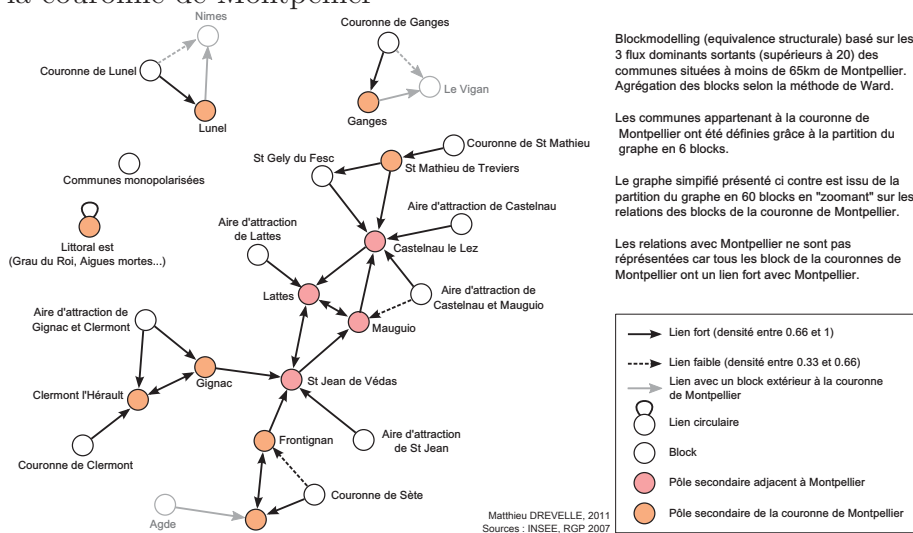 la couronne de Montpellier
Nimes
Couronne de Lunel
Lunel
Couronne de Ganges
Le Vigan
Ganges
Communes monopolarisées
Littoral est
(Grau du Roi, Aigues mortes...)
Couronne de St Mathieu
St Gely du Fesc
St Mathieu de Treviers
Aire d'attraction de Castelnau
Aire d'attraction
de Lattes
Castelnau le Lez
Lattes
Aire d'attraction de
Castelnau et Mauguio
Mauguio
Aire d'attraction de
Gignac et Clermont
Gignac
St Jean de Védas
Clermont l'Hérault
Couronne de Clermont
Frontignan
Aire d'attraction
de St Jean
Couronne de Sète
Agde
Matthieu DREVELLE, 2011
Sources : INSEE, RGP 2007
Blockmodelling (equivalence structurale) basé sur les
3 flux dominants sortants (supérieurs à 20) des
communes situées à moins de 65km de Montpellier.
Agrégation des blocks selon la méthode de Ward.
Les communes appartenant à la couronne de
Montpellier ont été définies grâce à la partition du
graphe en 6 blocks.
Le graphe simpifié présenté ci contre est issu de la
partition du graphe en 60 blocks en "zoomant" sur les
relations des blocks de la couronne de Montpellier.
Les relations avec Montpellier ne sont pas
répréséntées car tous les block de la couronnes de
Montpellier ont un lien fort avec Montpellier.
Lien fort (densité entre 0.66 et 1)
Lien faible (densité entre 0.33 et 0.66)
Lien avec un block extérieur à la couronne
de Montpellier
Lien circulaire
Block
Pôle secondaire adjacent à Montpellier
Pôle secondaire de la couronne de Montpellier